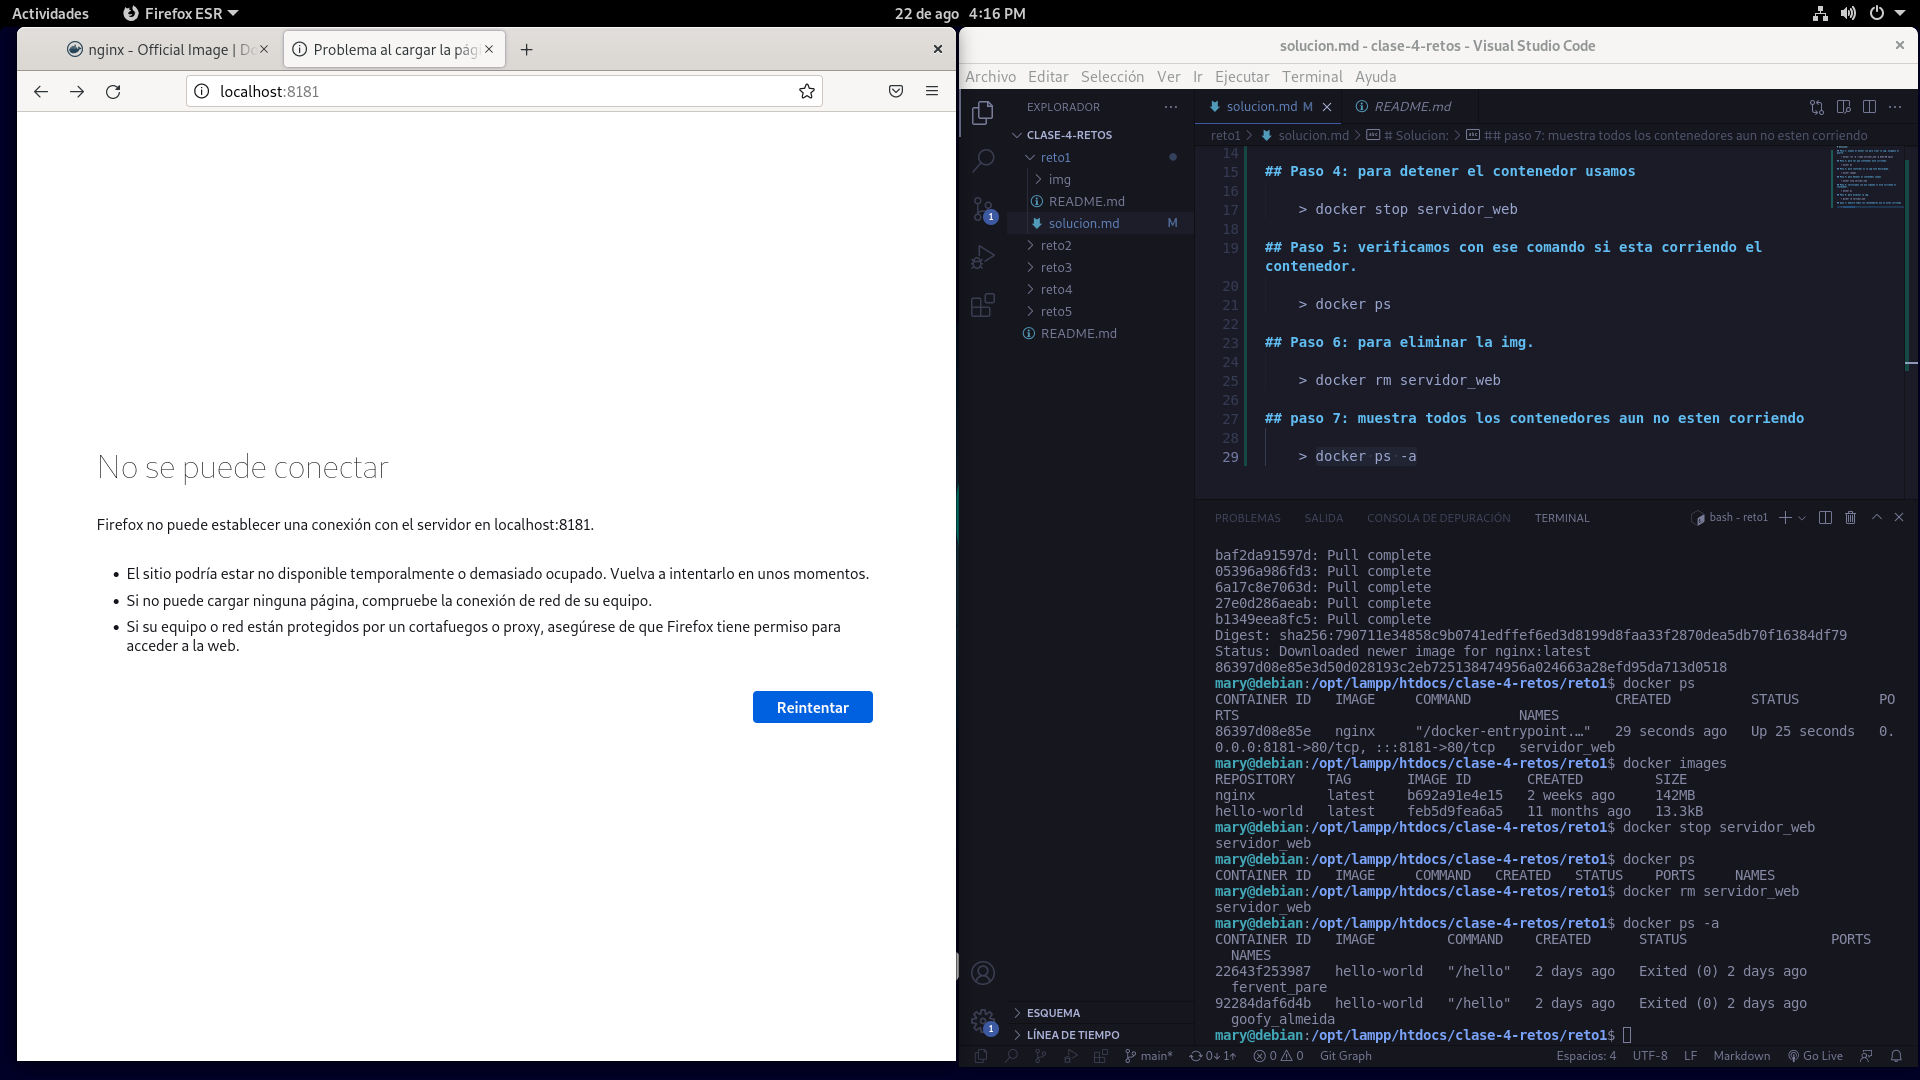 Actividades
Firefox ESR
22 de ago 4:16 PM
nginx - Official Image | Do
Problema al cargar la pág
localhost:8181
No se puede conectar
Firefox no puede establecer una conexión con el servidor en localhost:8181.
El sitio podría estar no disponible temporalmente o demasiado ocupado. Vuelva a intentarlo en unos momentos.
Si no puede cargar ninguna página, compruebe la conexión de red de su equipo.
Si su equipo o red están protegidos por un cortafuegos o proxy, asegúrese de que Firefox tiene permiso para
acceder a la web.
Reintentar
solucion.md - clase-4-retos - Visual Studio Code
Archivo Editar Selección Ver Ir Ejecutar Terminal Ayuda
EXPLORADOR
CLASE-4-RETOS
reto1
img
README.md
solucion.md M
reto2
reto3
reto4
reto5
README.md
1
ESQUEMA
LÍNEA DE TIEMPO
1
solucion.md M
README.md
reto1 > solucion.md > # Solucion: > ## paso 7: muestra todos los contenedores aun no esten corriendo
14
15 ## Paso 4: para detener el contenedor usamos
16
17 > docker stop servidor_web
18
19 ## Paso 5: verificamos con ese comando si esta corriendo el
contenedor.
20
21 > docker ps
22
23 ## Paso 6: para eliminar la img.
24
25 > docker rm servidor_web
26
27 ## paso 7: muestra todos los contenedores aun no esten corriendo
28
29 > docker ps -a
PROBLEMAS SALIDA CONSOLA DE DEPURACIÓN TERMINAL
bash - reto1
baf2da91597d: Pull complete
05396a986fd3: Pull complete
6a17c8e7063d: Pull complete
27e0d286aeab: Pull complete
b1349eea8fc5: Pull complete
Digest: sha256:790711e34858c9b0741edffef6ed3d8199d8faa33f2870dea5db70f16384df79
Status: Downloaded newer image for nginx:latest
86397d08e85e3d50d028193c2eb725138474956a024663a28efd95da713d0518
mary@debian:/opt/lampp/htdocs/clase-4-retos/reto1$ docker ps
CONTAINER ID IMAGE COMMAND CREATED STATUS PO
RTS NAMES
86397d08e85e nginx "/docker-entrypoint.…" 29 seconds ago Up 25 seconds 0.
0.0.0:8181->80/tcp, :::8181->80/tcp servidor_web
mary@debian:/opt/lampp/htdocs/clase-4-retos/reto1$ docker images
REPOSITORY TAG IMAGE ID CREATED SIZE
nginx latest b692a91e4e15 2 weeks ago 142MB
hello-world latest feb5d9fea6a5 11 months ago 13.3kB
mary@debian:/opt/lampp/htdocs/clase-4-retos/reto1$ docker stop servidor_web
servidor_web
mary@debian:/opt/lampp/htdocs/clase-4-retos/reto1$ docker ps
CONTAINER ID IMAGE COMMAND CREATED STATUS PORTS NAMES
mary@debian:/opt/lampp/htdocs/clase-4-retos/reto1$ docker rm servidor_web
servidor_web
mary@debian:/opt/lampp/htdocs/clase-4-retos/reto1$ docker ps -a
CONTAINER ID IMAGE COMMAND CREATED STATUS PORTS
NAMES
22643f253987 hello-world "/hello" 2 days ago Exited (0) 2 days ago
fervent_pare
92284daf6d4b hello-world "/hello" 2 days ago Exited (0) 2 days ago
goofy_almeida
mary@debian:/opt/lampp/htdocs/clase-4-retos/reto1$
main* 0↓ 1↑ 0 0 Git Graph
Espacios: 4 UTF-8 LF Markdown Go Live